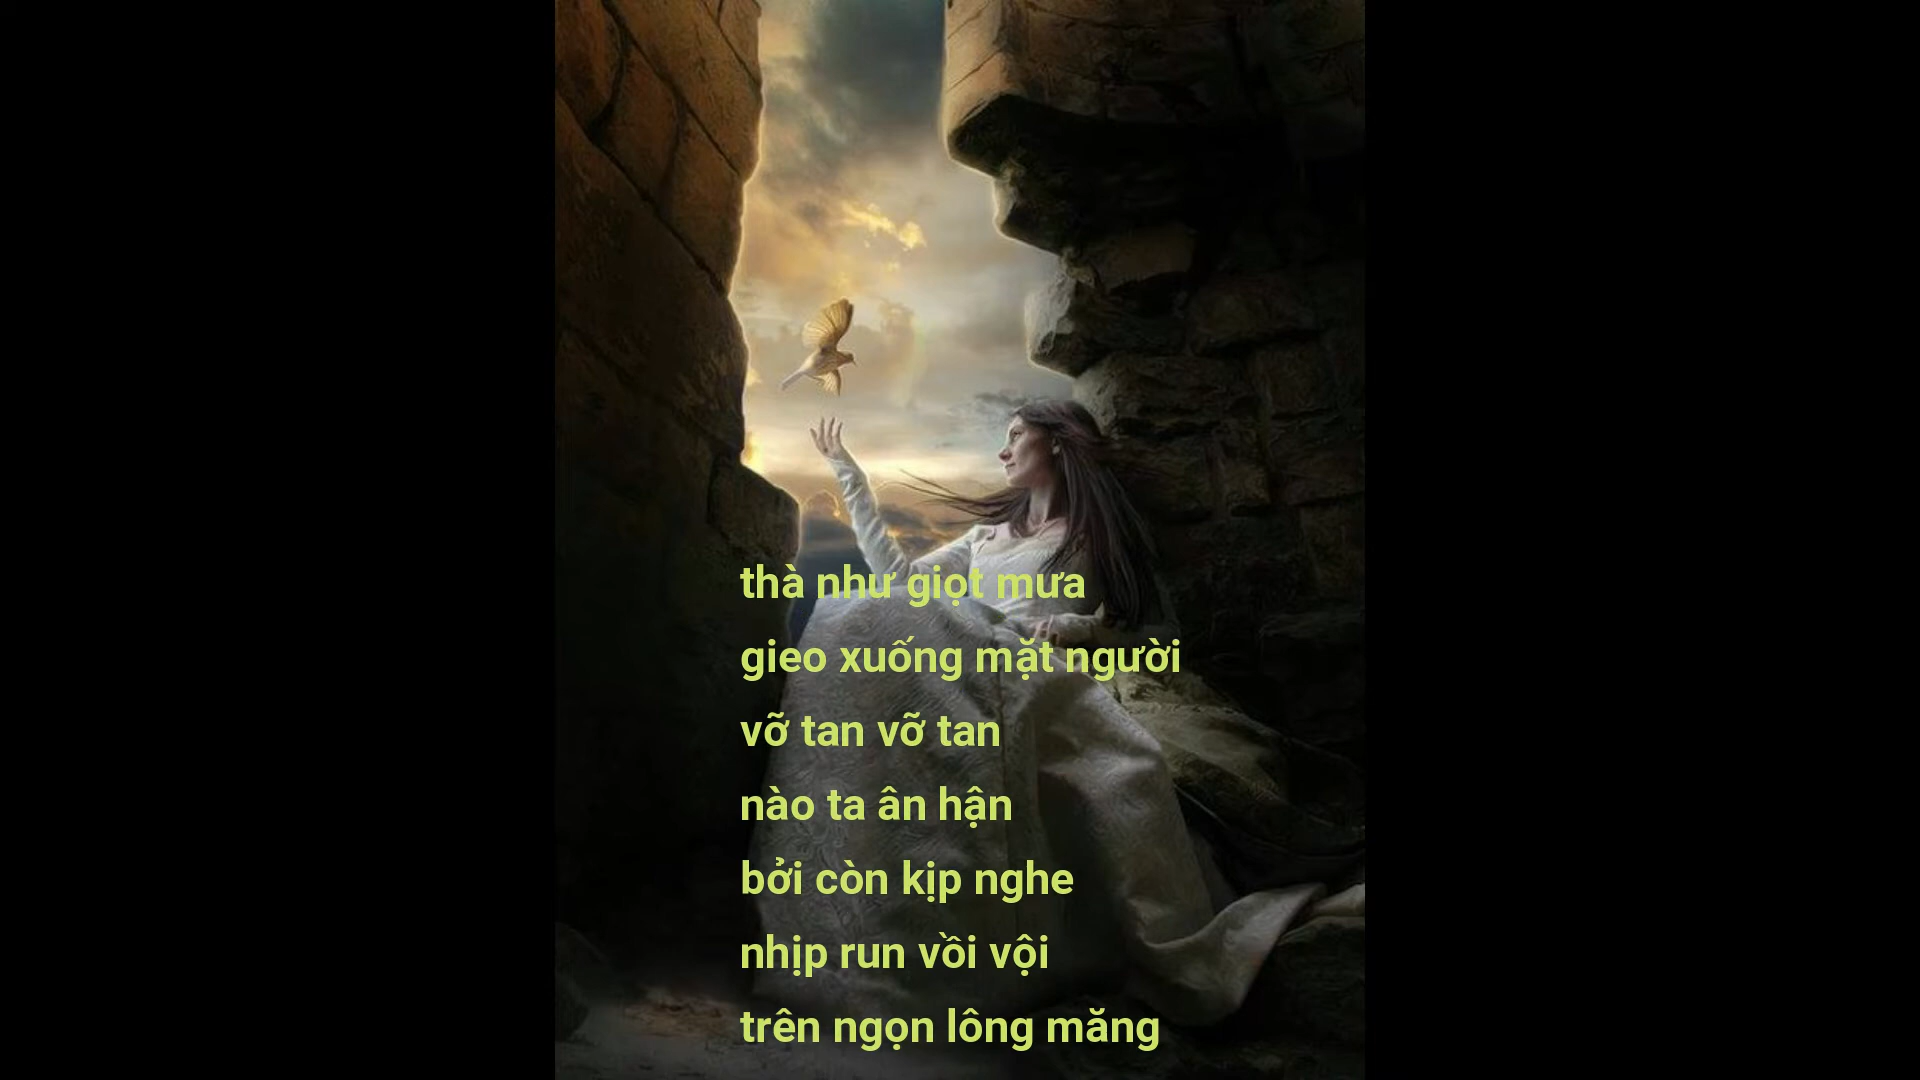 thà như giọt mưa
gieo xuống mặt người
vỡ tan vỡ tan
nào ta ân hận
bởi còn kịp nghe
nhịp run vồi vội
trên ngọn lông măng